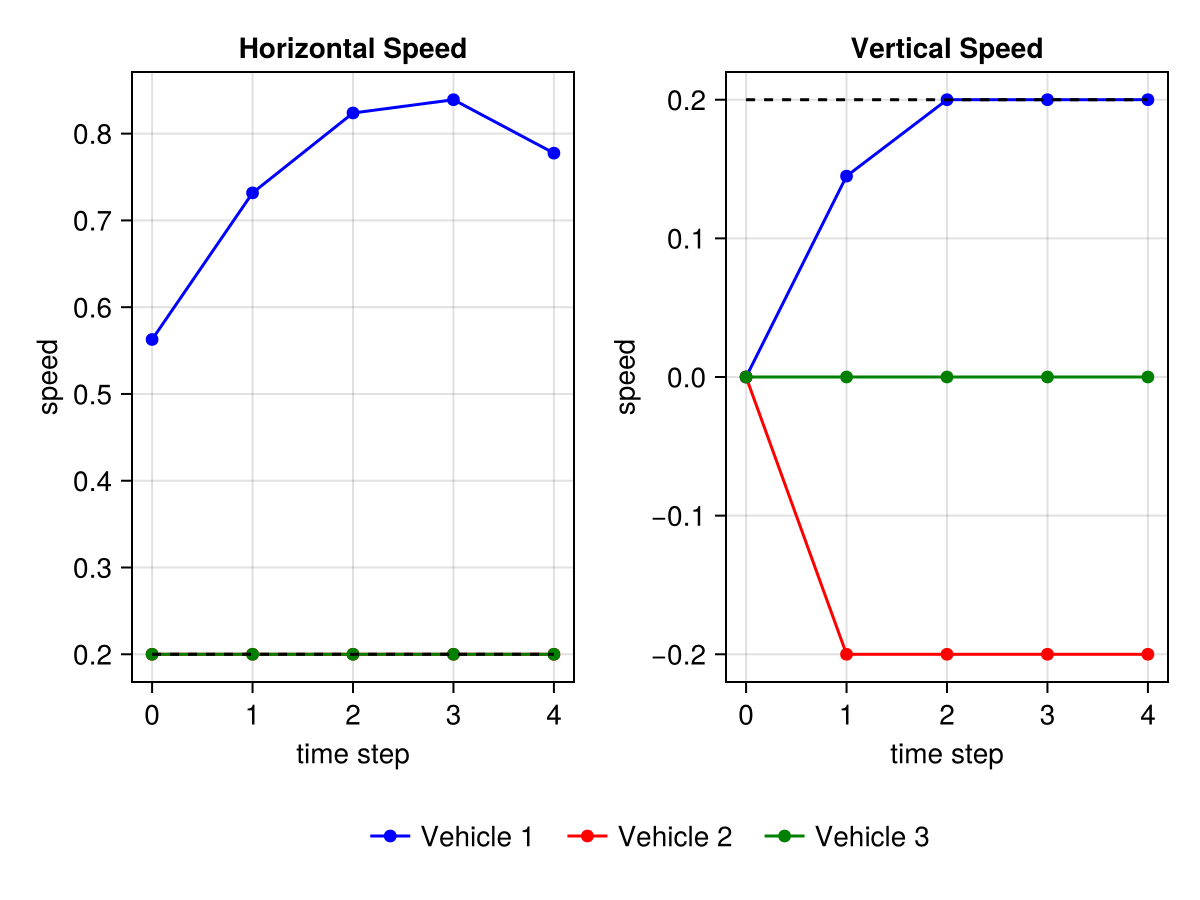 Horizontal Speed
0.8
0.7
0.6
0.5
0.4
0.3
0.2
speed
0 1 2 3 4
time step
Vertical Speed
0.2
0.1
0.0
−0.1
−0.2
speed
0 1 2 3 4
time step
Vehicle 1 Vehicle 2 Vehicle 3